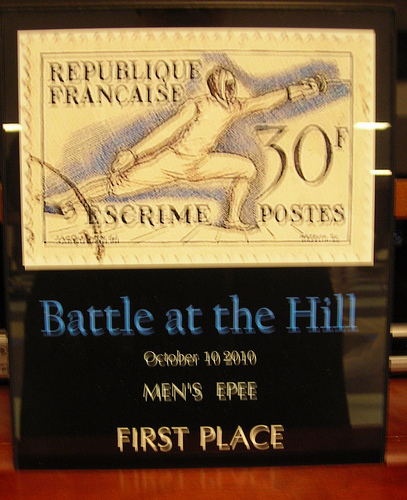 REPUBLIQUE
FRANÇAISE
30F
ESCRIME POSTES
Battle at the Hill
October 10 2010
MEN'S EPEE
FIRST PLACE